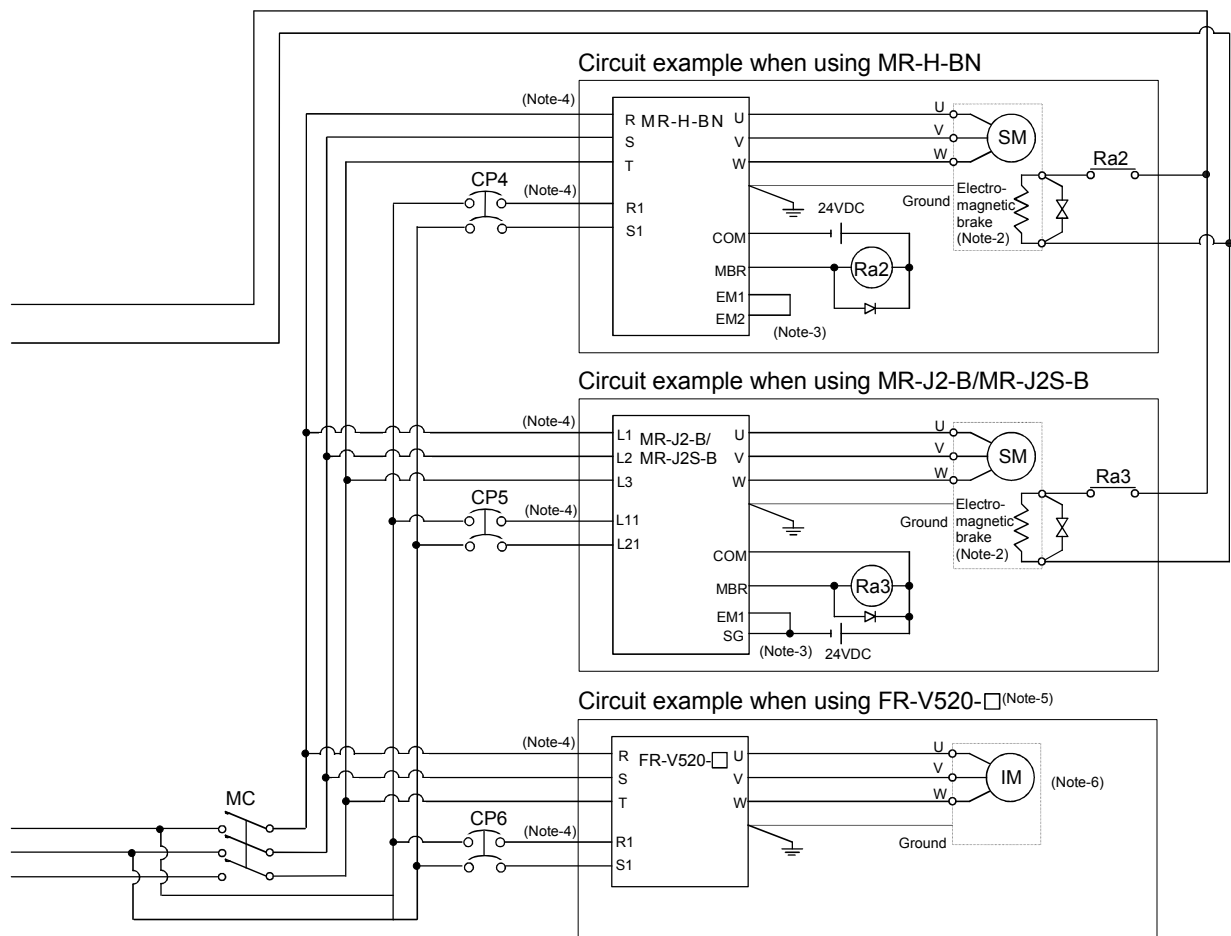 Circuit example when using MR-H-BN
(Note-4)
R MR-H-BN U
S V
T W
U
V
W
SM
Ra2
CP4
(Note-4)
R1
S1
Ground
Electro-
magnetic
brake
(Note-2)
24VDC
COM
MBR
Ra2
EM1
EM2
(Note-3)
Circuit example when using MR-J2-B/MR-J2S-B
(Note-4)
L1 MR-J2-B/ U
L2 MR-J2S-B V
L3 W
U
V
W
SM
Ra3
CP5
(Note-4)
L11
L21
Ground
Electro-
magnetic
brake
(Note-2)
COM
MBR
Ra3
EM1
SG
(Note-3)
24VDC
Circuit example when using FR-V520-□(Note-5)
(Note-4)
R FR-V520-□ U
S V
T W
U
V
W
IM
(Note-6)
MC
CP6
(Note-4)
R1
S1
Ground